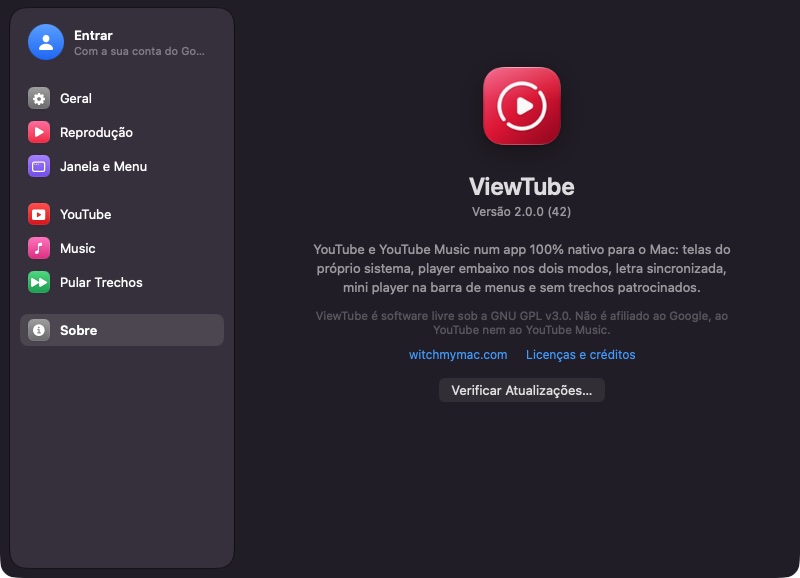 Entrar
Com a sua conta do Go...
Geral
Reprodução
Janela e Menu
YouTube
Music
Pular Trechos
Sobre
ViewTube
Versão 2.0.0 (42)
YouTube e YouTube Music num app 100% nativo para o Mac: telas do
próprio sistema, player embaixo nos dois modos, letra sincronizada,
mini player na barra de menus e sem trechos patrocinados.
ViewTube é software livre sob a GNU GPL v3.0. Não é afiliado ao Google, ao
YouTube nem ao YouTube Music.
witchmymac.com Licenças e créditos
Verificar Atualizações...